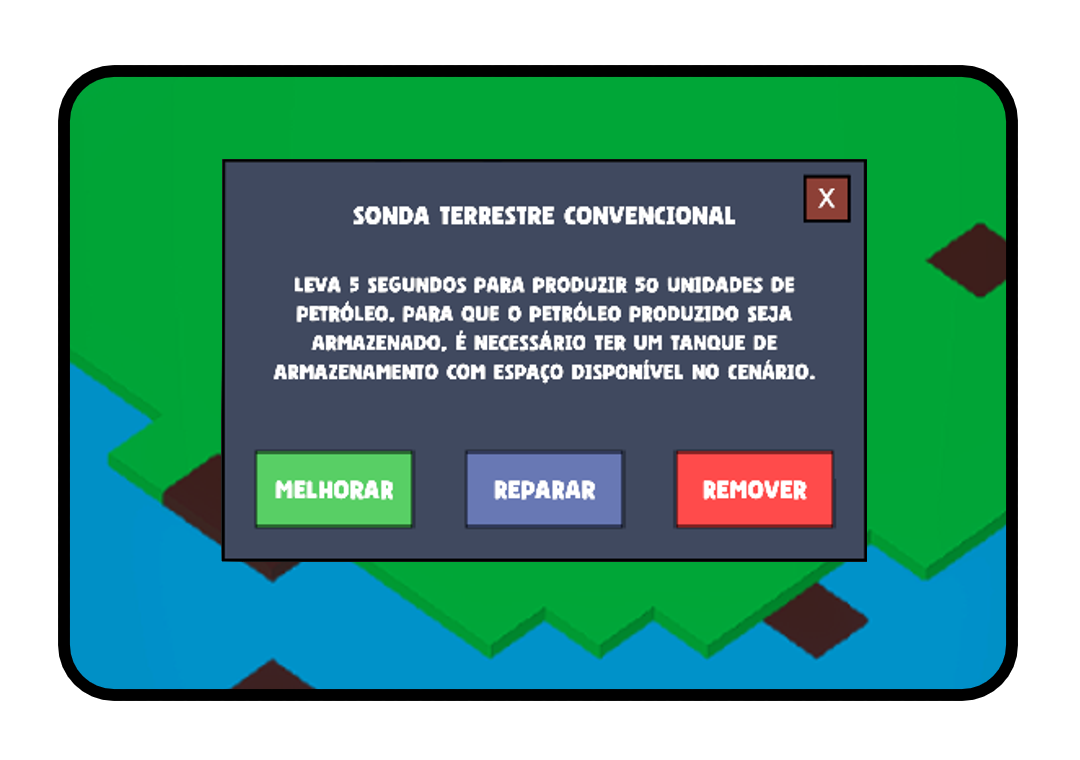 X
SONDA TERRESTRE CONVENCIONAL
LEVA 5 SEGUNDOS PARA PRODUZIR 50 UNIDADES DE
PETRÓLEO. PARA QUE O PETRÓLEO PRODUZIDO SEJA
ARMAZENADO, É NECESSÁRIO TER UM TANQUE DE
ARMAZENAMENTO COM ESPAÇO DISPONÍVEL NO CENÁRIO.
MELHORAR
REPARAR
REMOVER